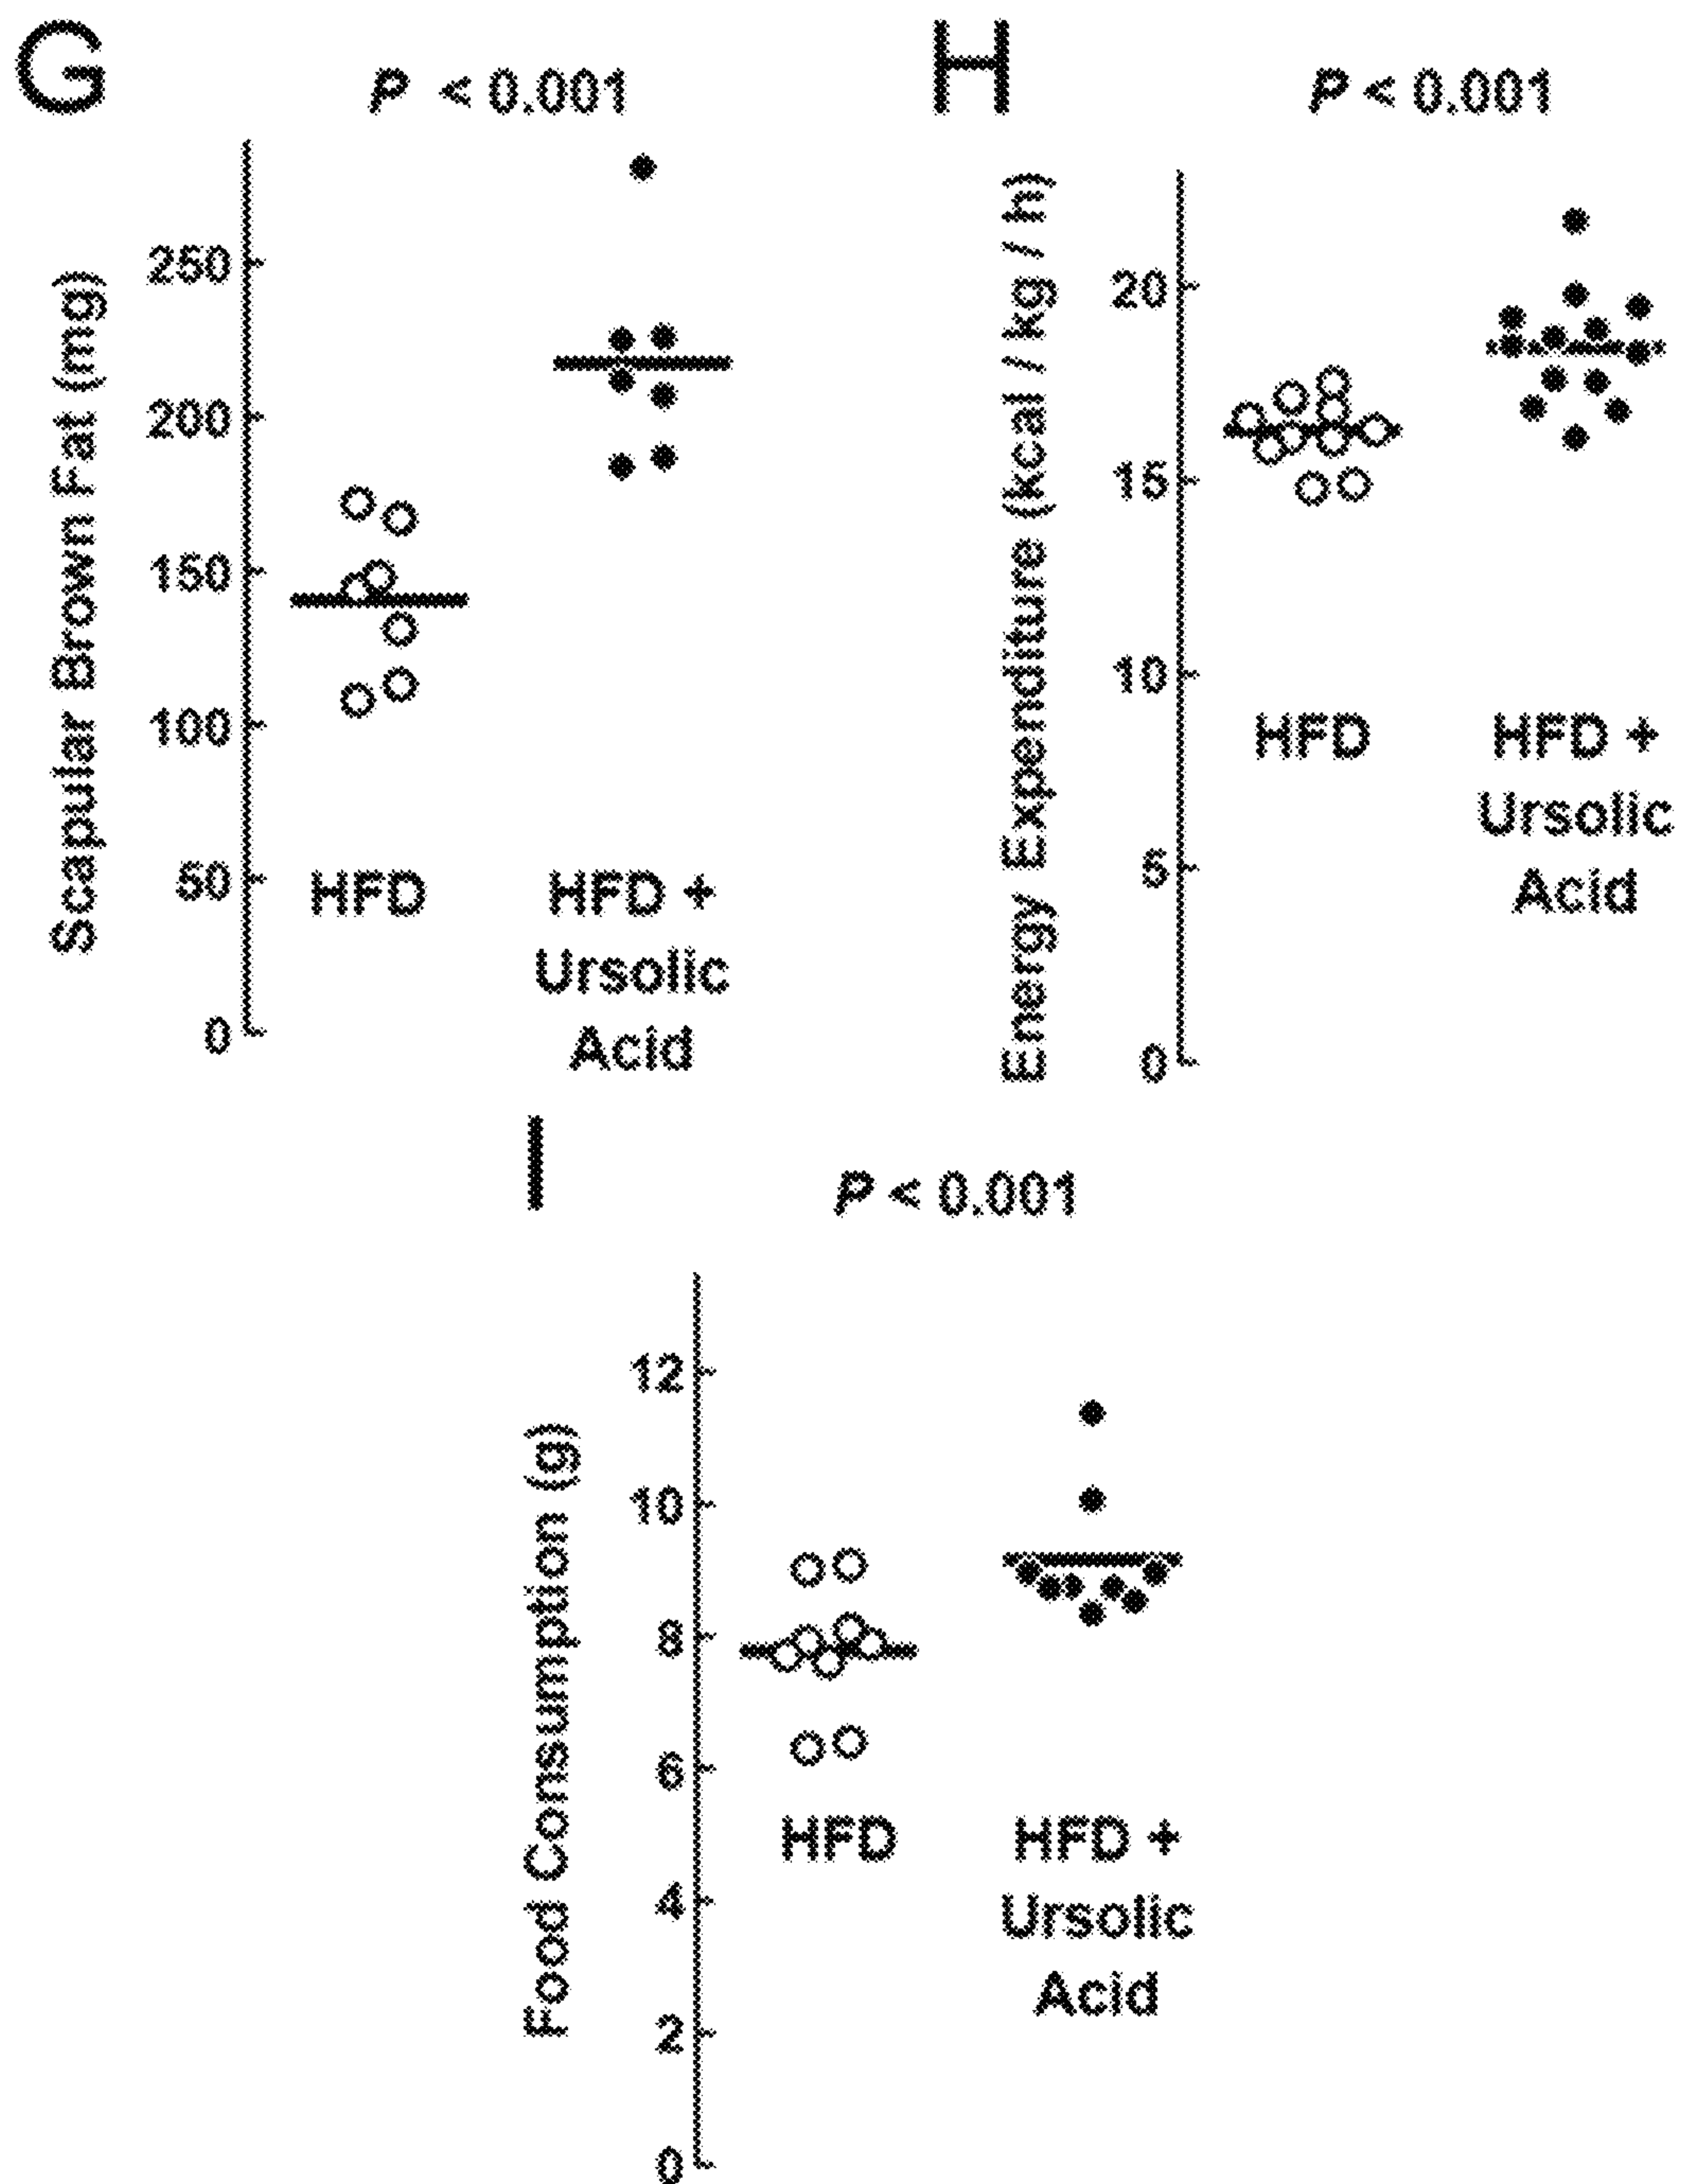 G
P < 0.001
Scapular Brown Fat (mg)
250
200
150
100
50
0
HFD
HFD +
Ursolic
Acid
H
P < 0.001
Energy Expenditure (kcal / kg / h)
20
15
10
5
0
HFD
HFD +
Ursolic
Acid
I
P < 0.001
Food Consumption (g)
12
10
8
6
4
2
0
HFD
HFD +
Ursolic
Acid